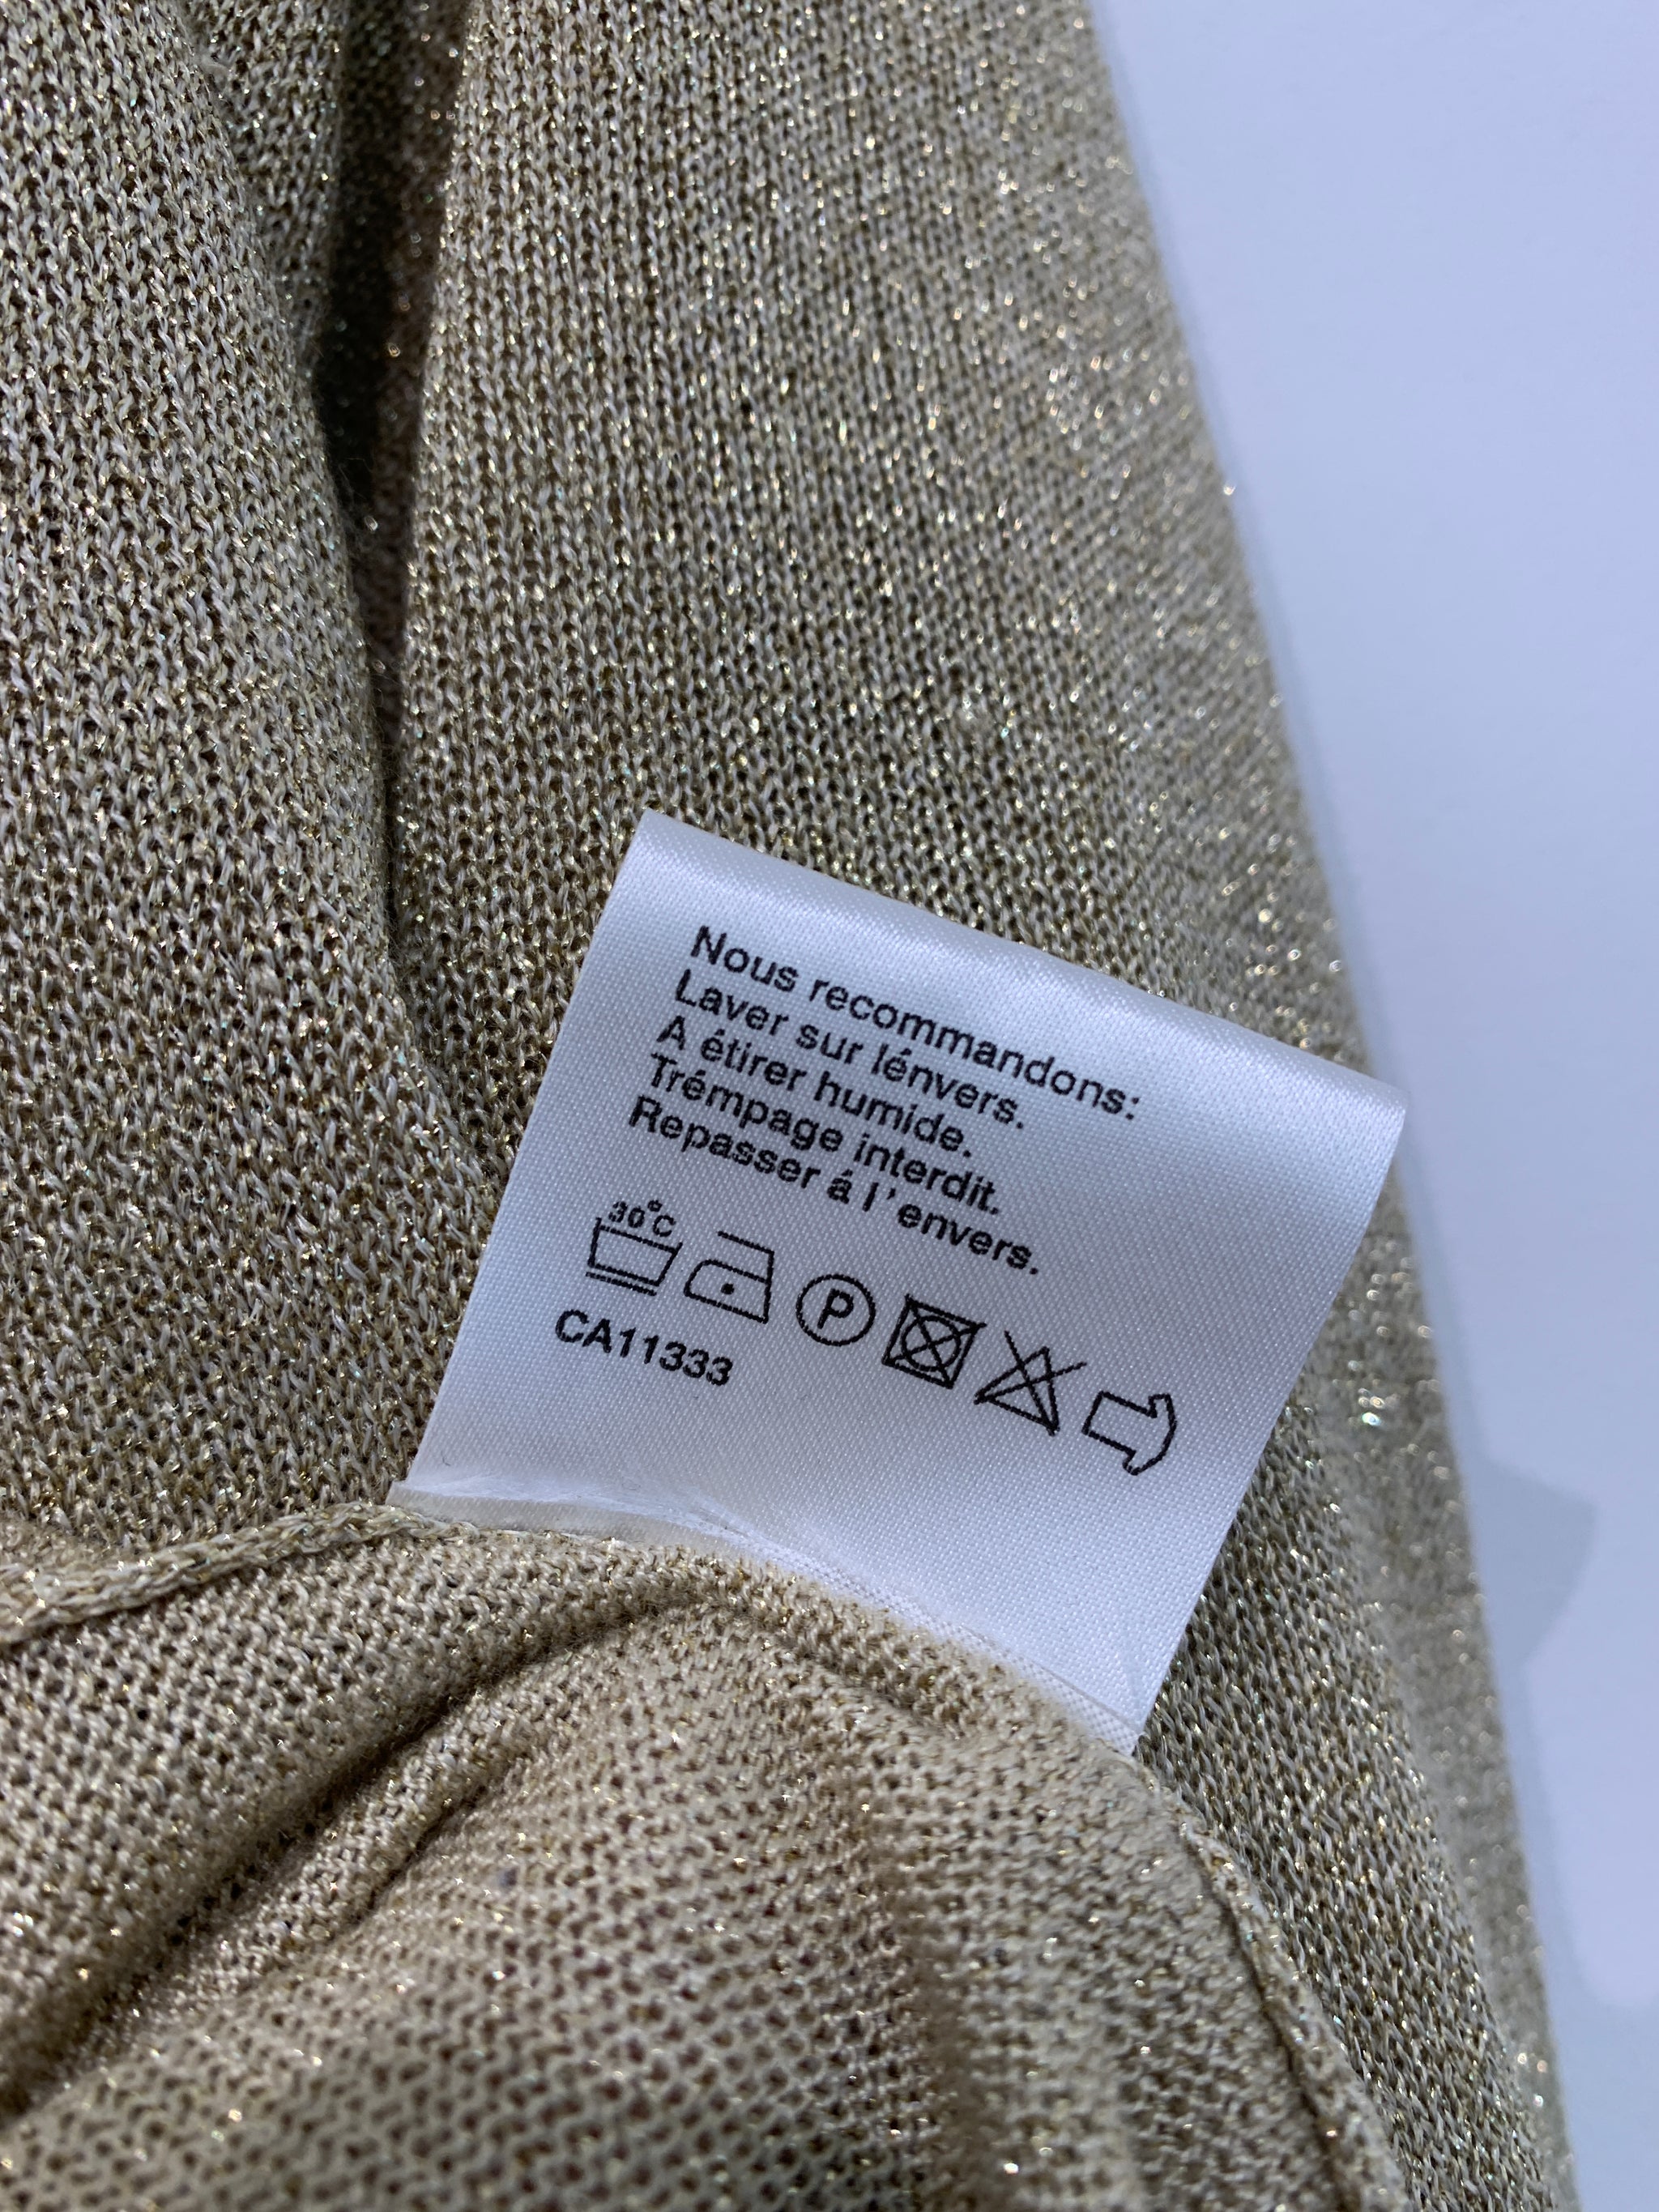 Nous recommandons:
Laver sur lénvers.
A étirer humide.
Trémpage interdit.
Repasser á l'envers.
30°C
P
CA11333